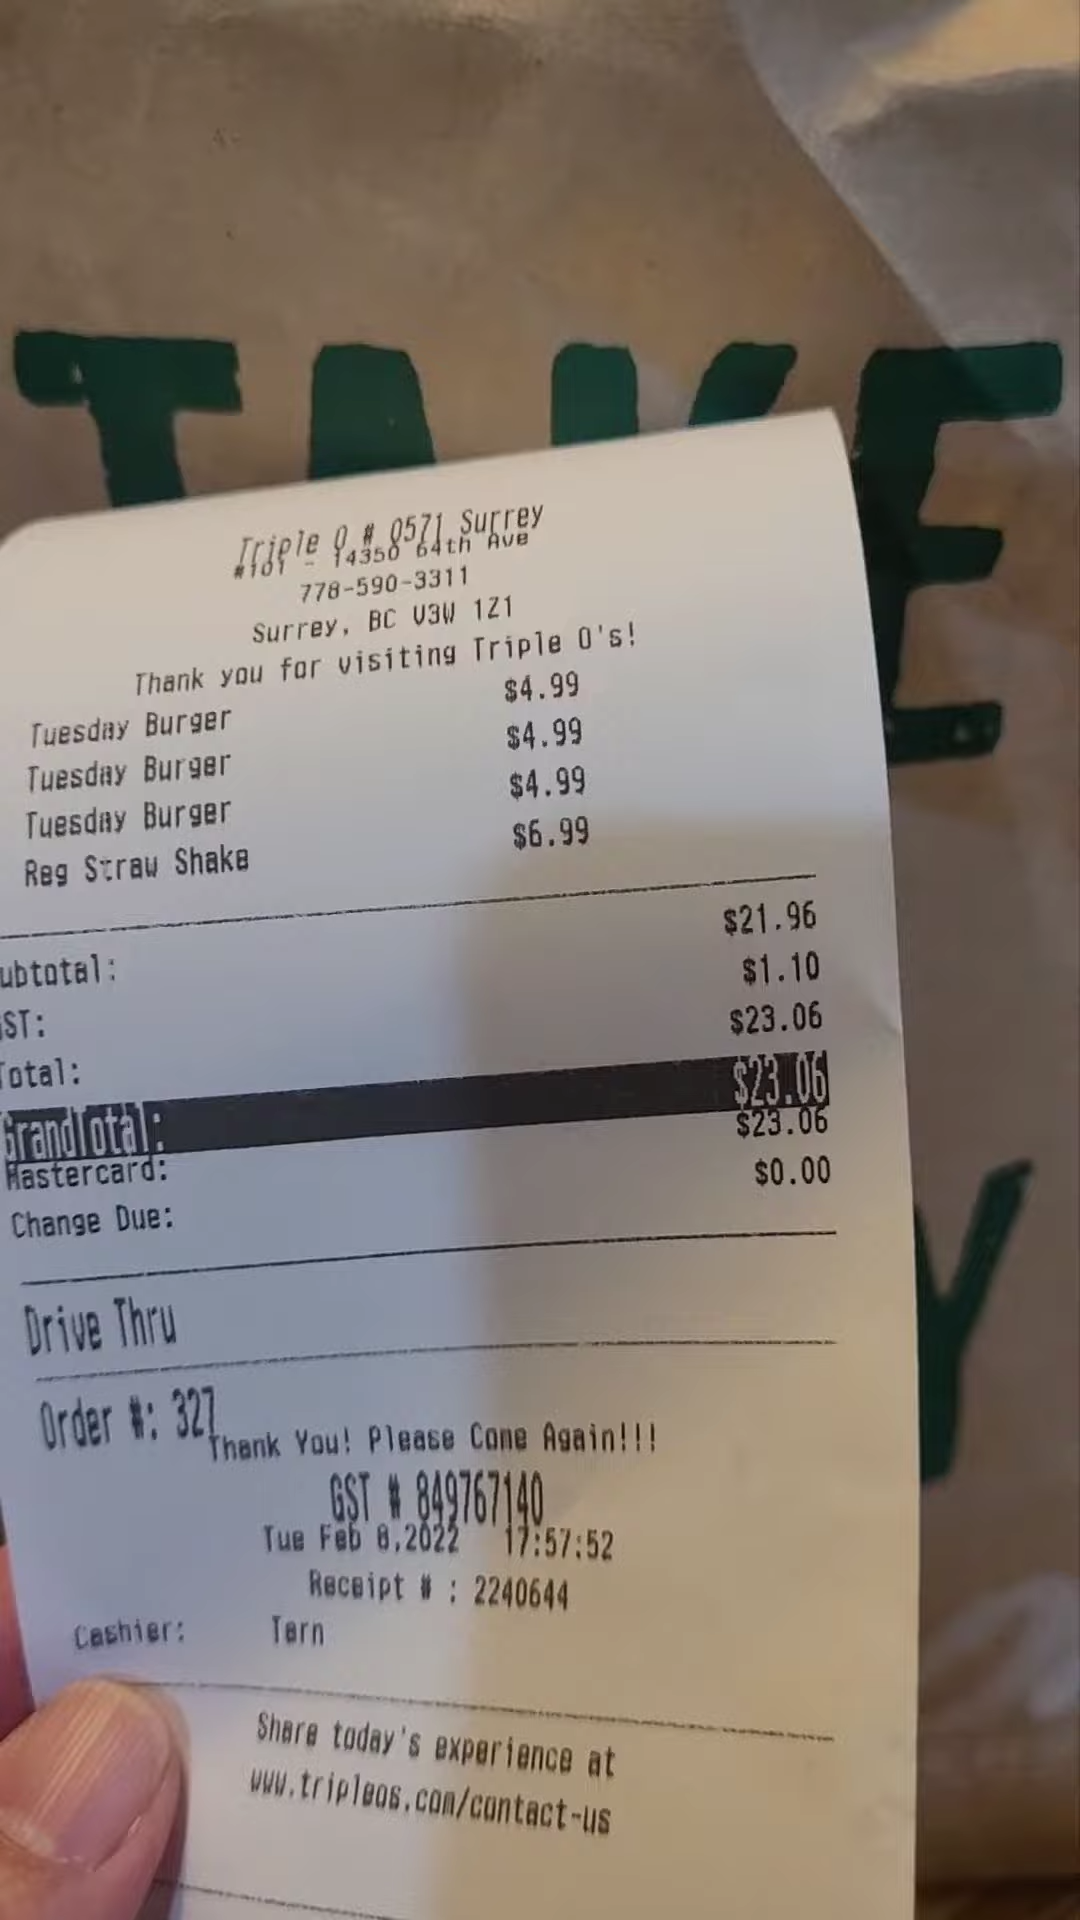 TAKE
Triple O # 0571 Surrey
#101 - 14350 64th Ave
778-590-3311
Surrey, BC V3W 1Z1
Thank you for visiting Triple O's!
Tuesday Burger $4.99
Tuesday Burger $4.99
Tuesday Burger $4.99
Reg Straw Shake $6.99
ubtotal: $21.96
ST: $1.10
Total: $23.06
GrandTotal: $23.06
Mastercard: $23.06
Change Due: $0.00
Drive Thru
Order #: 327
Thank You! Please Come Again!!!
GST # 849767140
Tue Feb 8,2022 17:57:52
Receipt # : 2240644
Cashier: Tarn
Share today's experience at
www.tripleos.com/contact-us